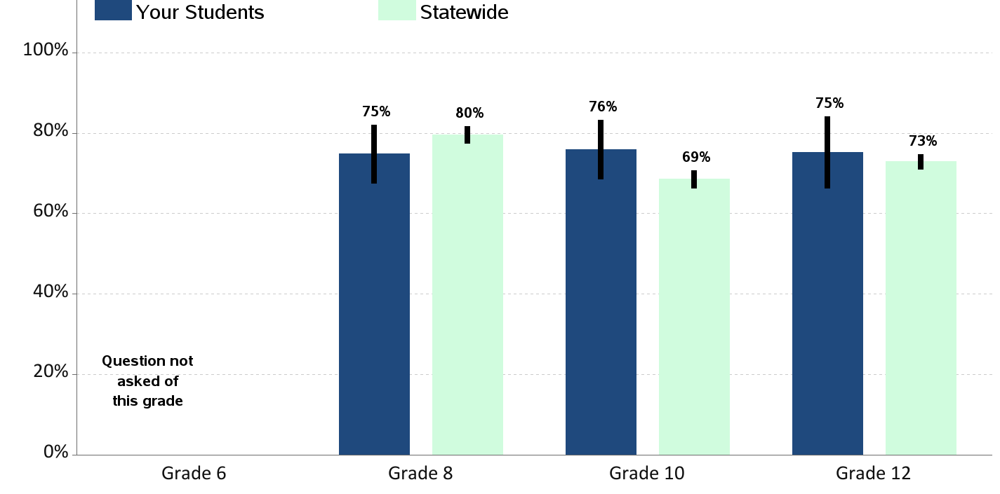 Your Students Statewide
100%
80%
60%
40%
20%
0%
75% 80% 76% 69% 75% 73%
Question not
asked of
this grade
Grade 6 Grade 8 Grade 10 Grade 12